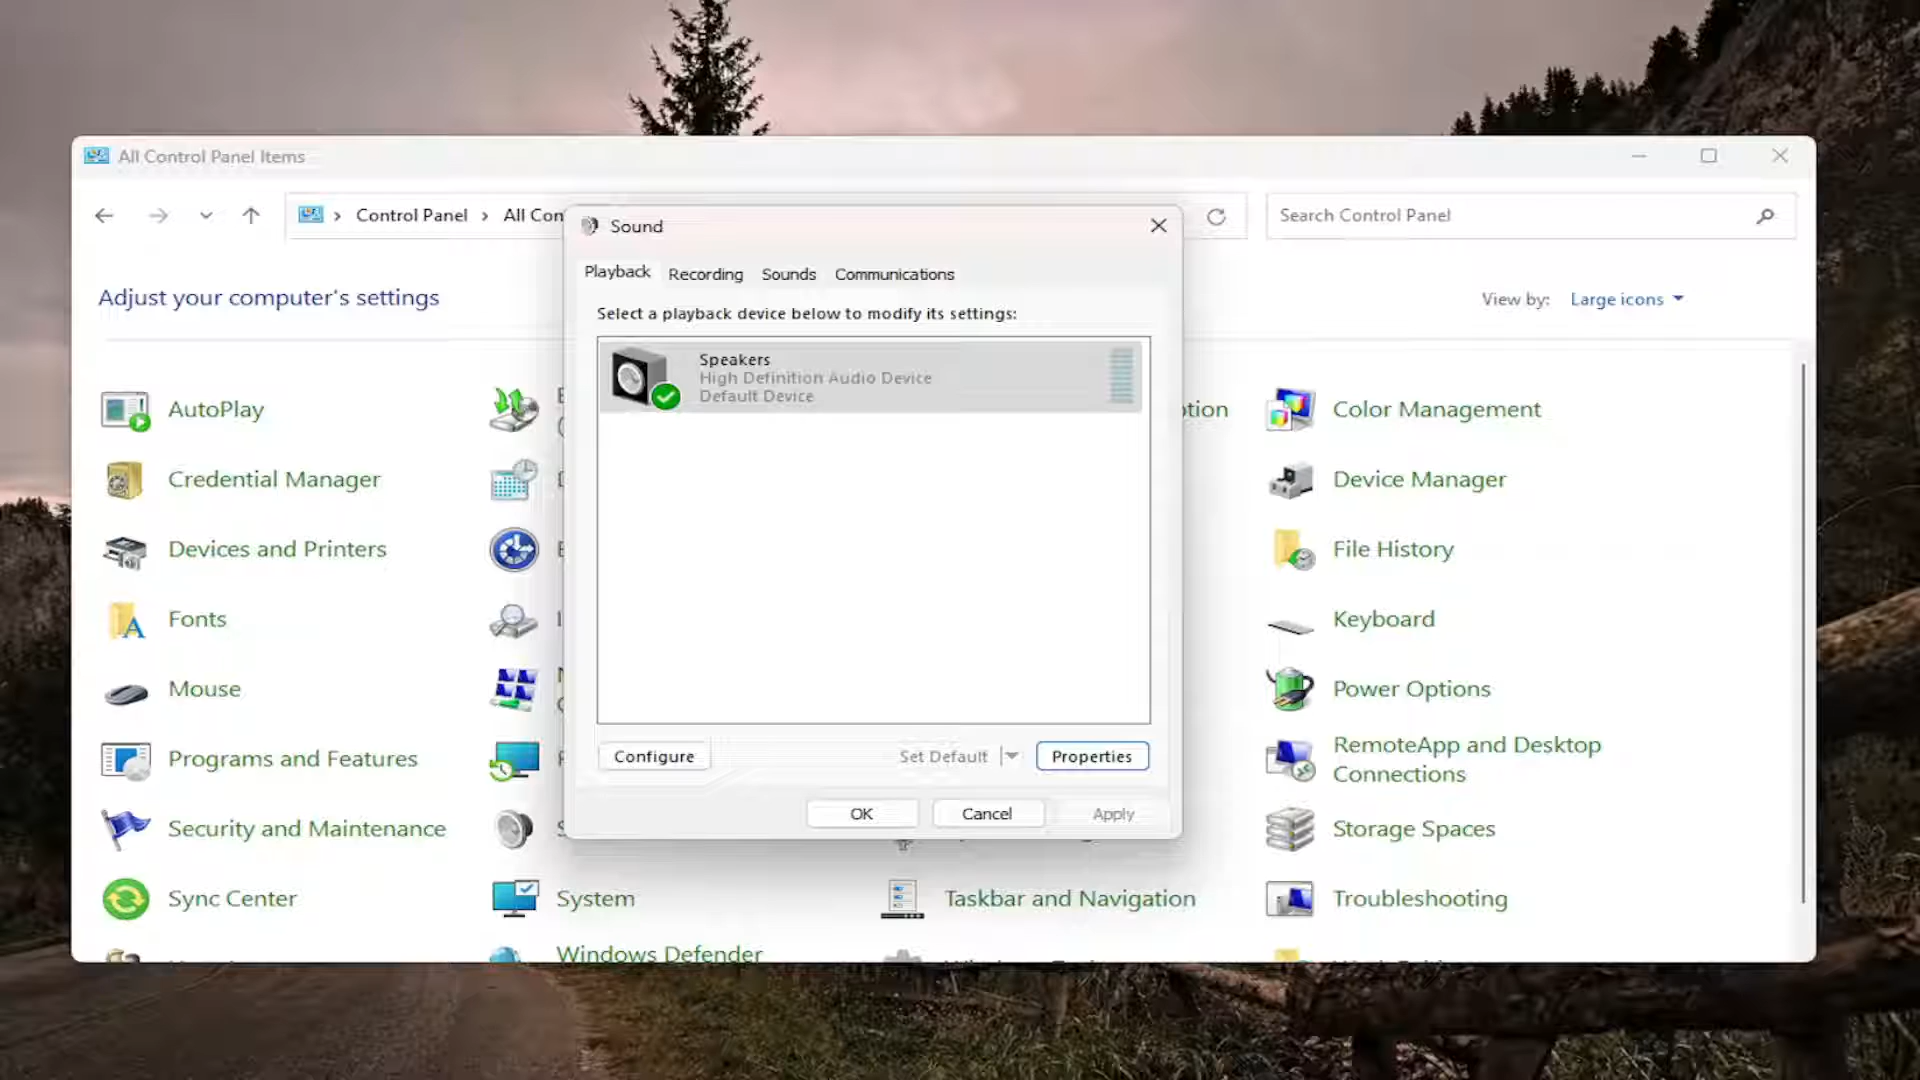 All Control Panel Items
Control Panel
All Con
Search Control Panel
Adjust your computer's settings
View by:
Large icons
Sound
Playback
Recording
Sounds
Communications
Select a playback device below to modify its settings:
Speakers
High Definition Audio Device
Default Device
Configure
Set Default
Properties
OK
Cancel
Apply
AutoPlay
Color Management
Credential Manager
Device Manager
Devices and Printers
File History
Fonts
Keyboard
Mouse
Power Options
Programs and Features
RemoteApp and Desktop
Connections
Security and Maintenance
Storage Spaces
Sync Center
System
Taskbar and Navigation
Troubleshooting
Windows Defender